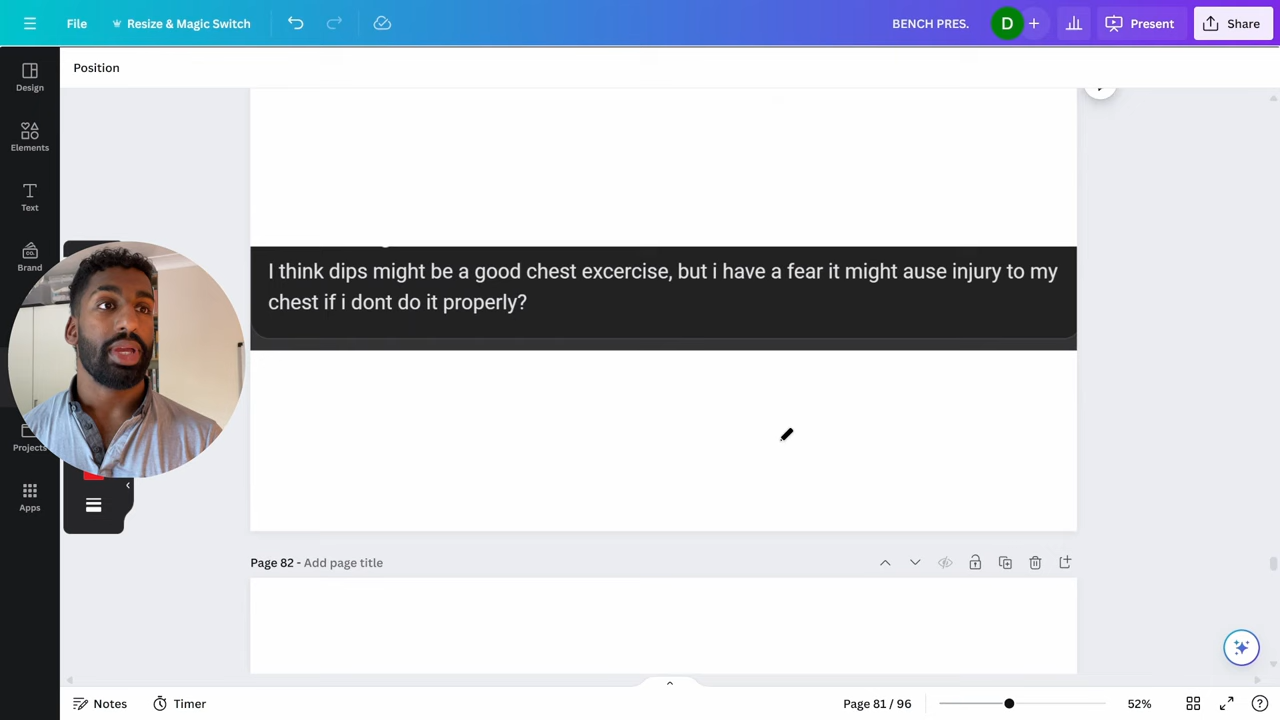 File
Resize & Magic Switch
BENCH PRES.
D
Present
Share
Position
Design
Elements
Text
Brand
Projects
Apps
I think dips might be a good chest excercise, but i have a fear it might ause injury to my
chest if i dont do it properly?
Page 82 - Add page title
Notes
Timer
Page 81 / 96
52%